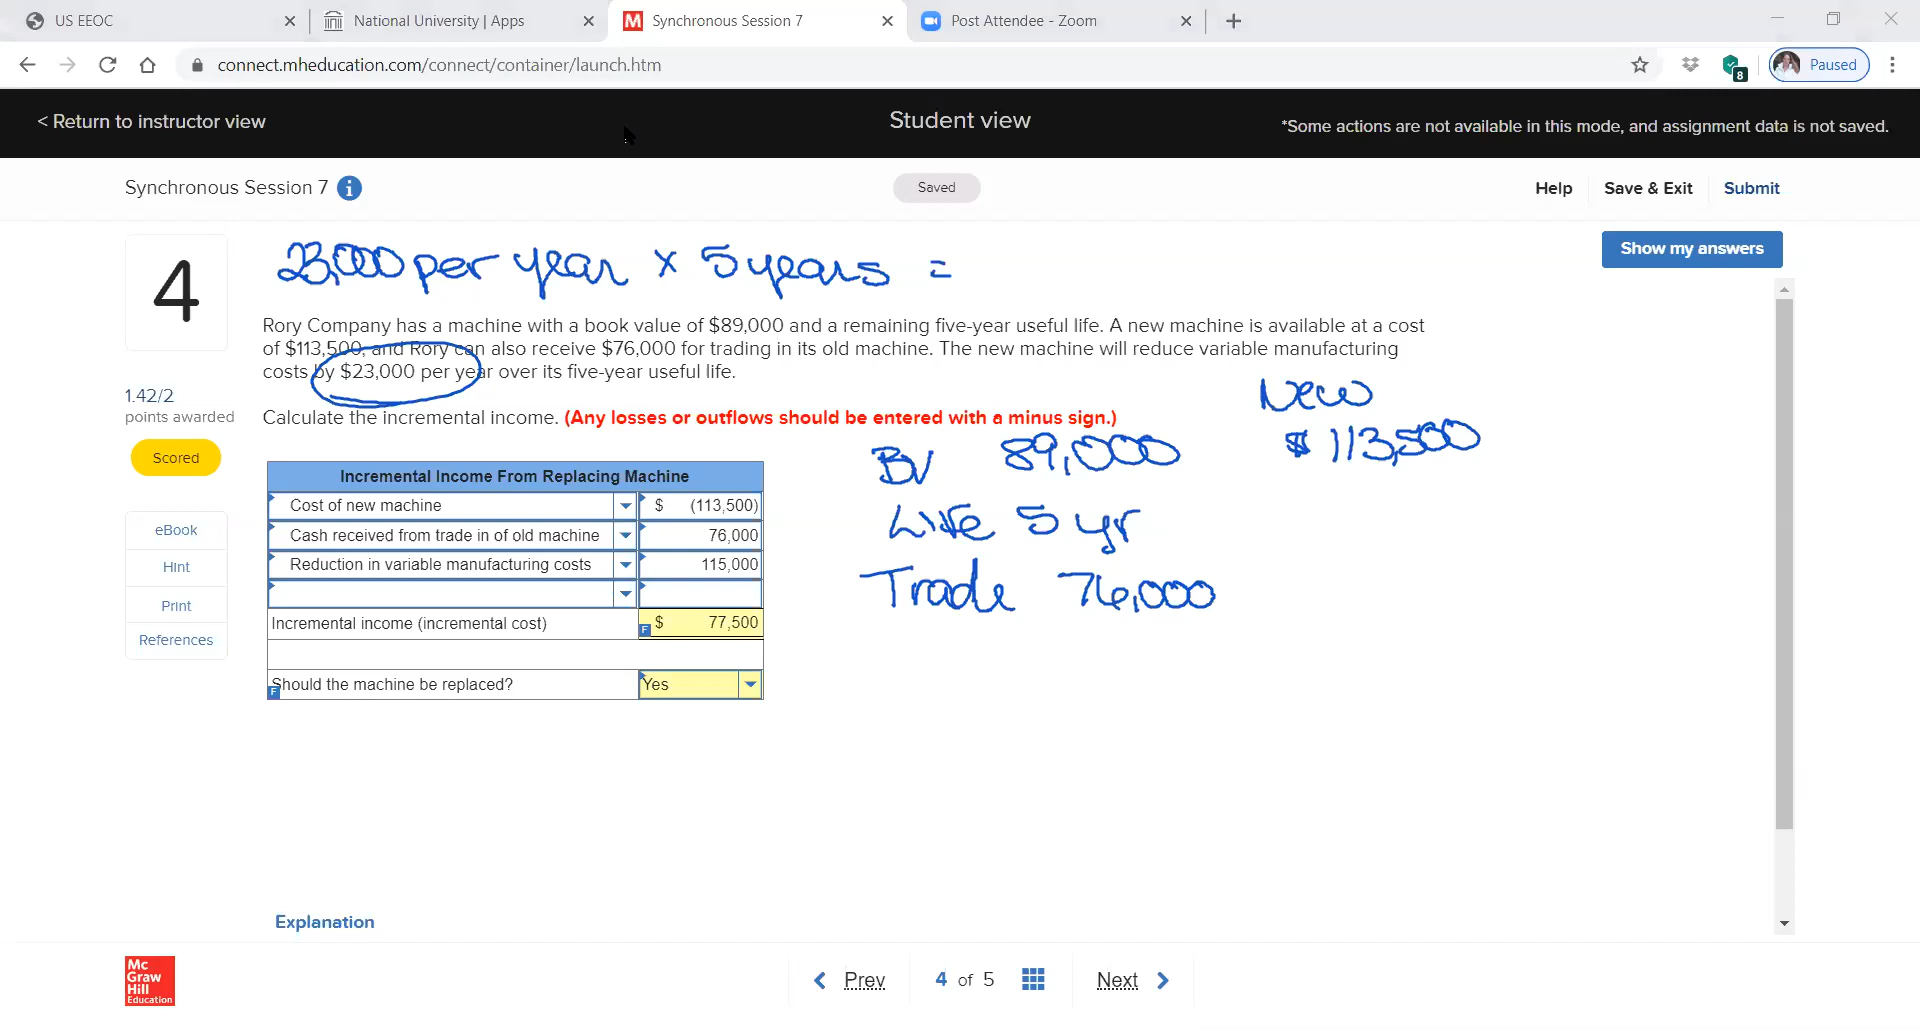 US EEOC
National University | Apps
M Synchronous Session 7
Post Attendee - Zoom
connect.mheducation.com/connect/container/launch.htm
8
Paused
< Return to instructor view
Student view
*Some actions are not available in this mode, and assignment data is not saved.
Synchronous Session 7 i
Saved
Help
Save & Exit
Submit
4
23,000 per year x 5 years =
Show my answers
Rory Company has a machine with a book value of $89,000 and a remaining five-year useful life. A new machine is available at a cost
of $113,500, and Rory can also receive $76,000 for trading in its old machine. The new machine will reduce variable manufacturing
costs by $23,000 per year over its five-year useful life.
1.42/2
points awarded
Scored
Calculate the incremental income. (Any losses or outflows should be entered with a minus sign.)
New
$ 113,500
BV 89,000
Life 5 yr
Trade 76,000
Incremental Income From Replacing Machine
Cost of new machine $ (113,500)
Cash received from trade in of old machine 76,000
Reduction in variable manufacturing costs 115,000
Incremental income (incremental cost) F $ 77,500
F Should the machine be replaced? Yes
eBook
Hint
Print
References
Explanation
Mc
Graw
Hill
Education
Prev
4 of 5
Next